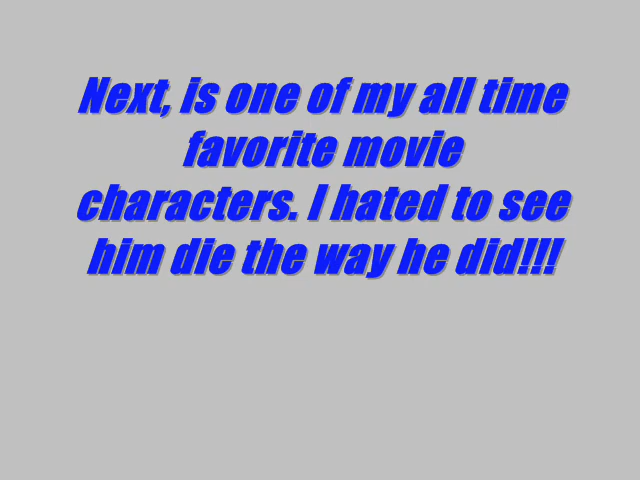 Next, is one of my all time
favorite movie
characters. I hated to see
him die the way he did!!!